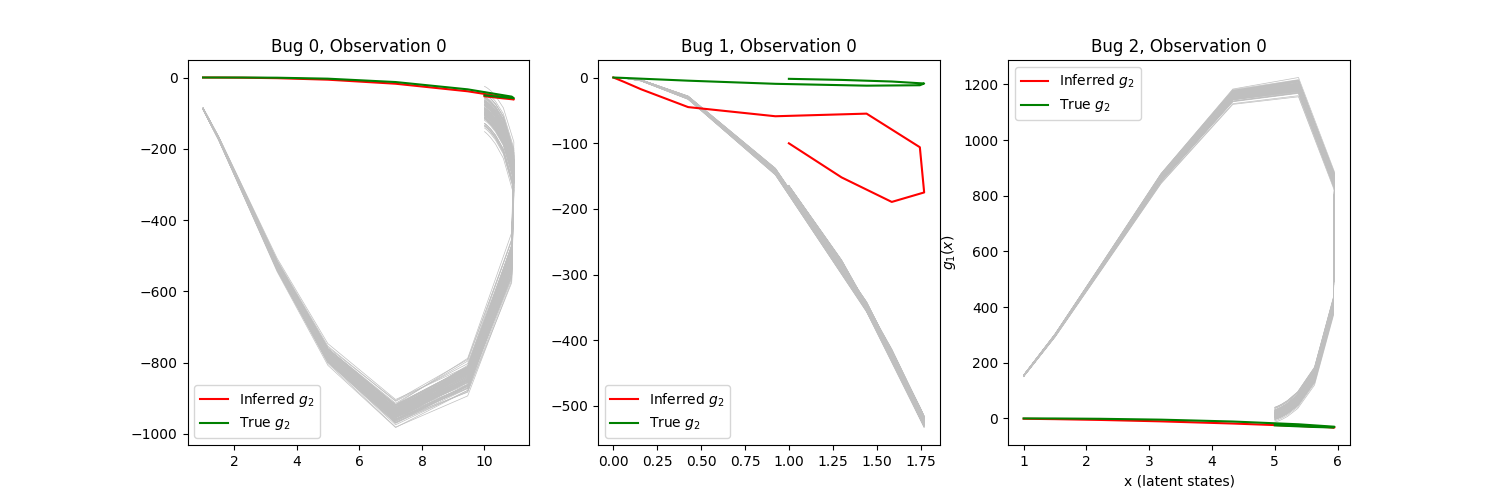 Bug 0, Observation 0
0
−200
−400
−600
−800
−1000
2 4 6 8 10
Inferred g₂
True g₂
Bug 1, Observation 0
0
−100
−200
−300
−400
−500
0.00 0.25 0.50 0.75 1.00 1.25 1.50 1.75
Inferred g₂
True g₂
Bug 2, Observation 0
g₁(x)
1200
1000
800
600
400
200
0
1 2 3 4 5 6
x (latent states)
Inferred g₂
True g₂